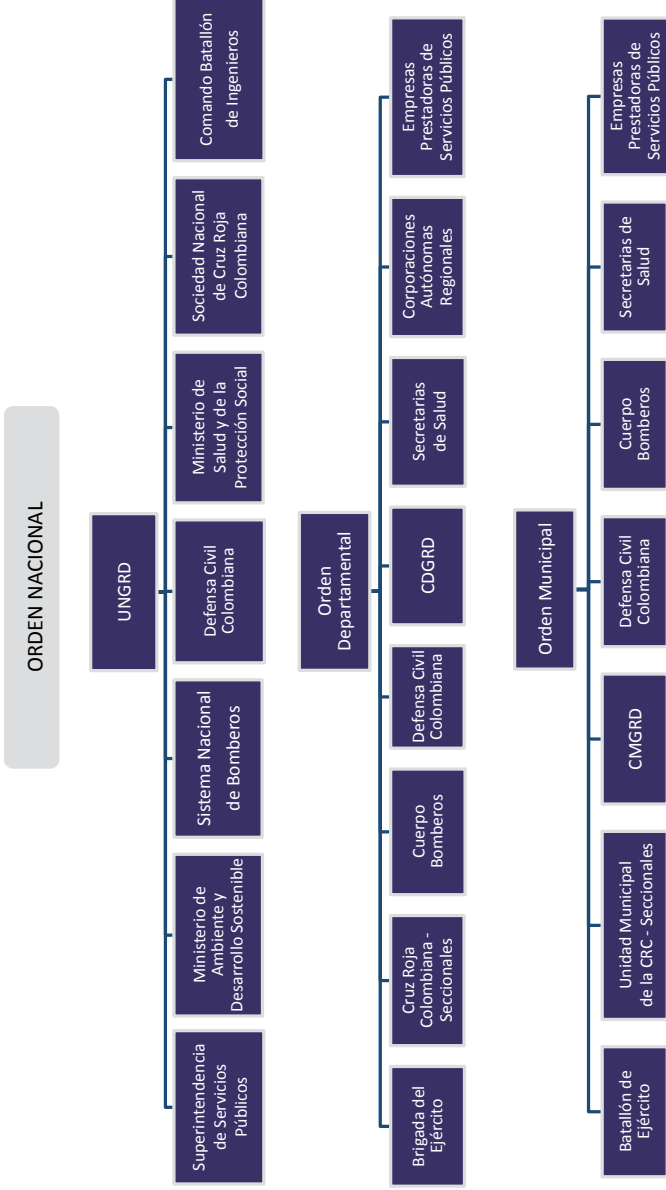 ORDEN NACIONAL
UNGRD
Superintendencia
de Servicios
Públicos
Ministerio de
Ambiente y
Desarrollo Sostenible
Sistema Nacional
de Bomberos
Defensa Civil
Colombiana
Ministerio de
Salud y de la
Protección Social
Sociedad Nacional
de Cruz Roja
Colombiana
Comando Batallón
de Ingenieros
Orden
Departamental
Brigada del
Ejército
Cruz Roja
Colombiana -
Seccionales
Cuerpo
Bomberos
Defensa Civil
Colombiana
CDGRD
Secretarias
de Salud
Corporaciones
Autónomas
Regionales
Empresas
Prestadoras de
Servicios Públicos
Orden Municipal
Batallón de
Ejército
Unidad Municipal
de la CRC - Seccionales
CMGRD
Defensa Civil
Colombiana
Cuerpo
Bomberos
Secretarias de
Salud
Empresas
Prestadoras de
Servicios Públicos